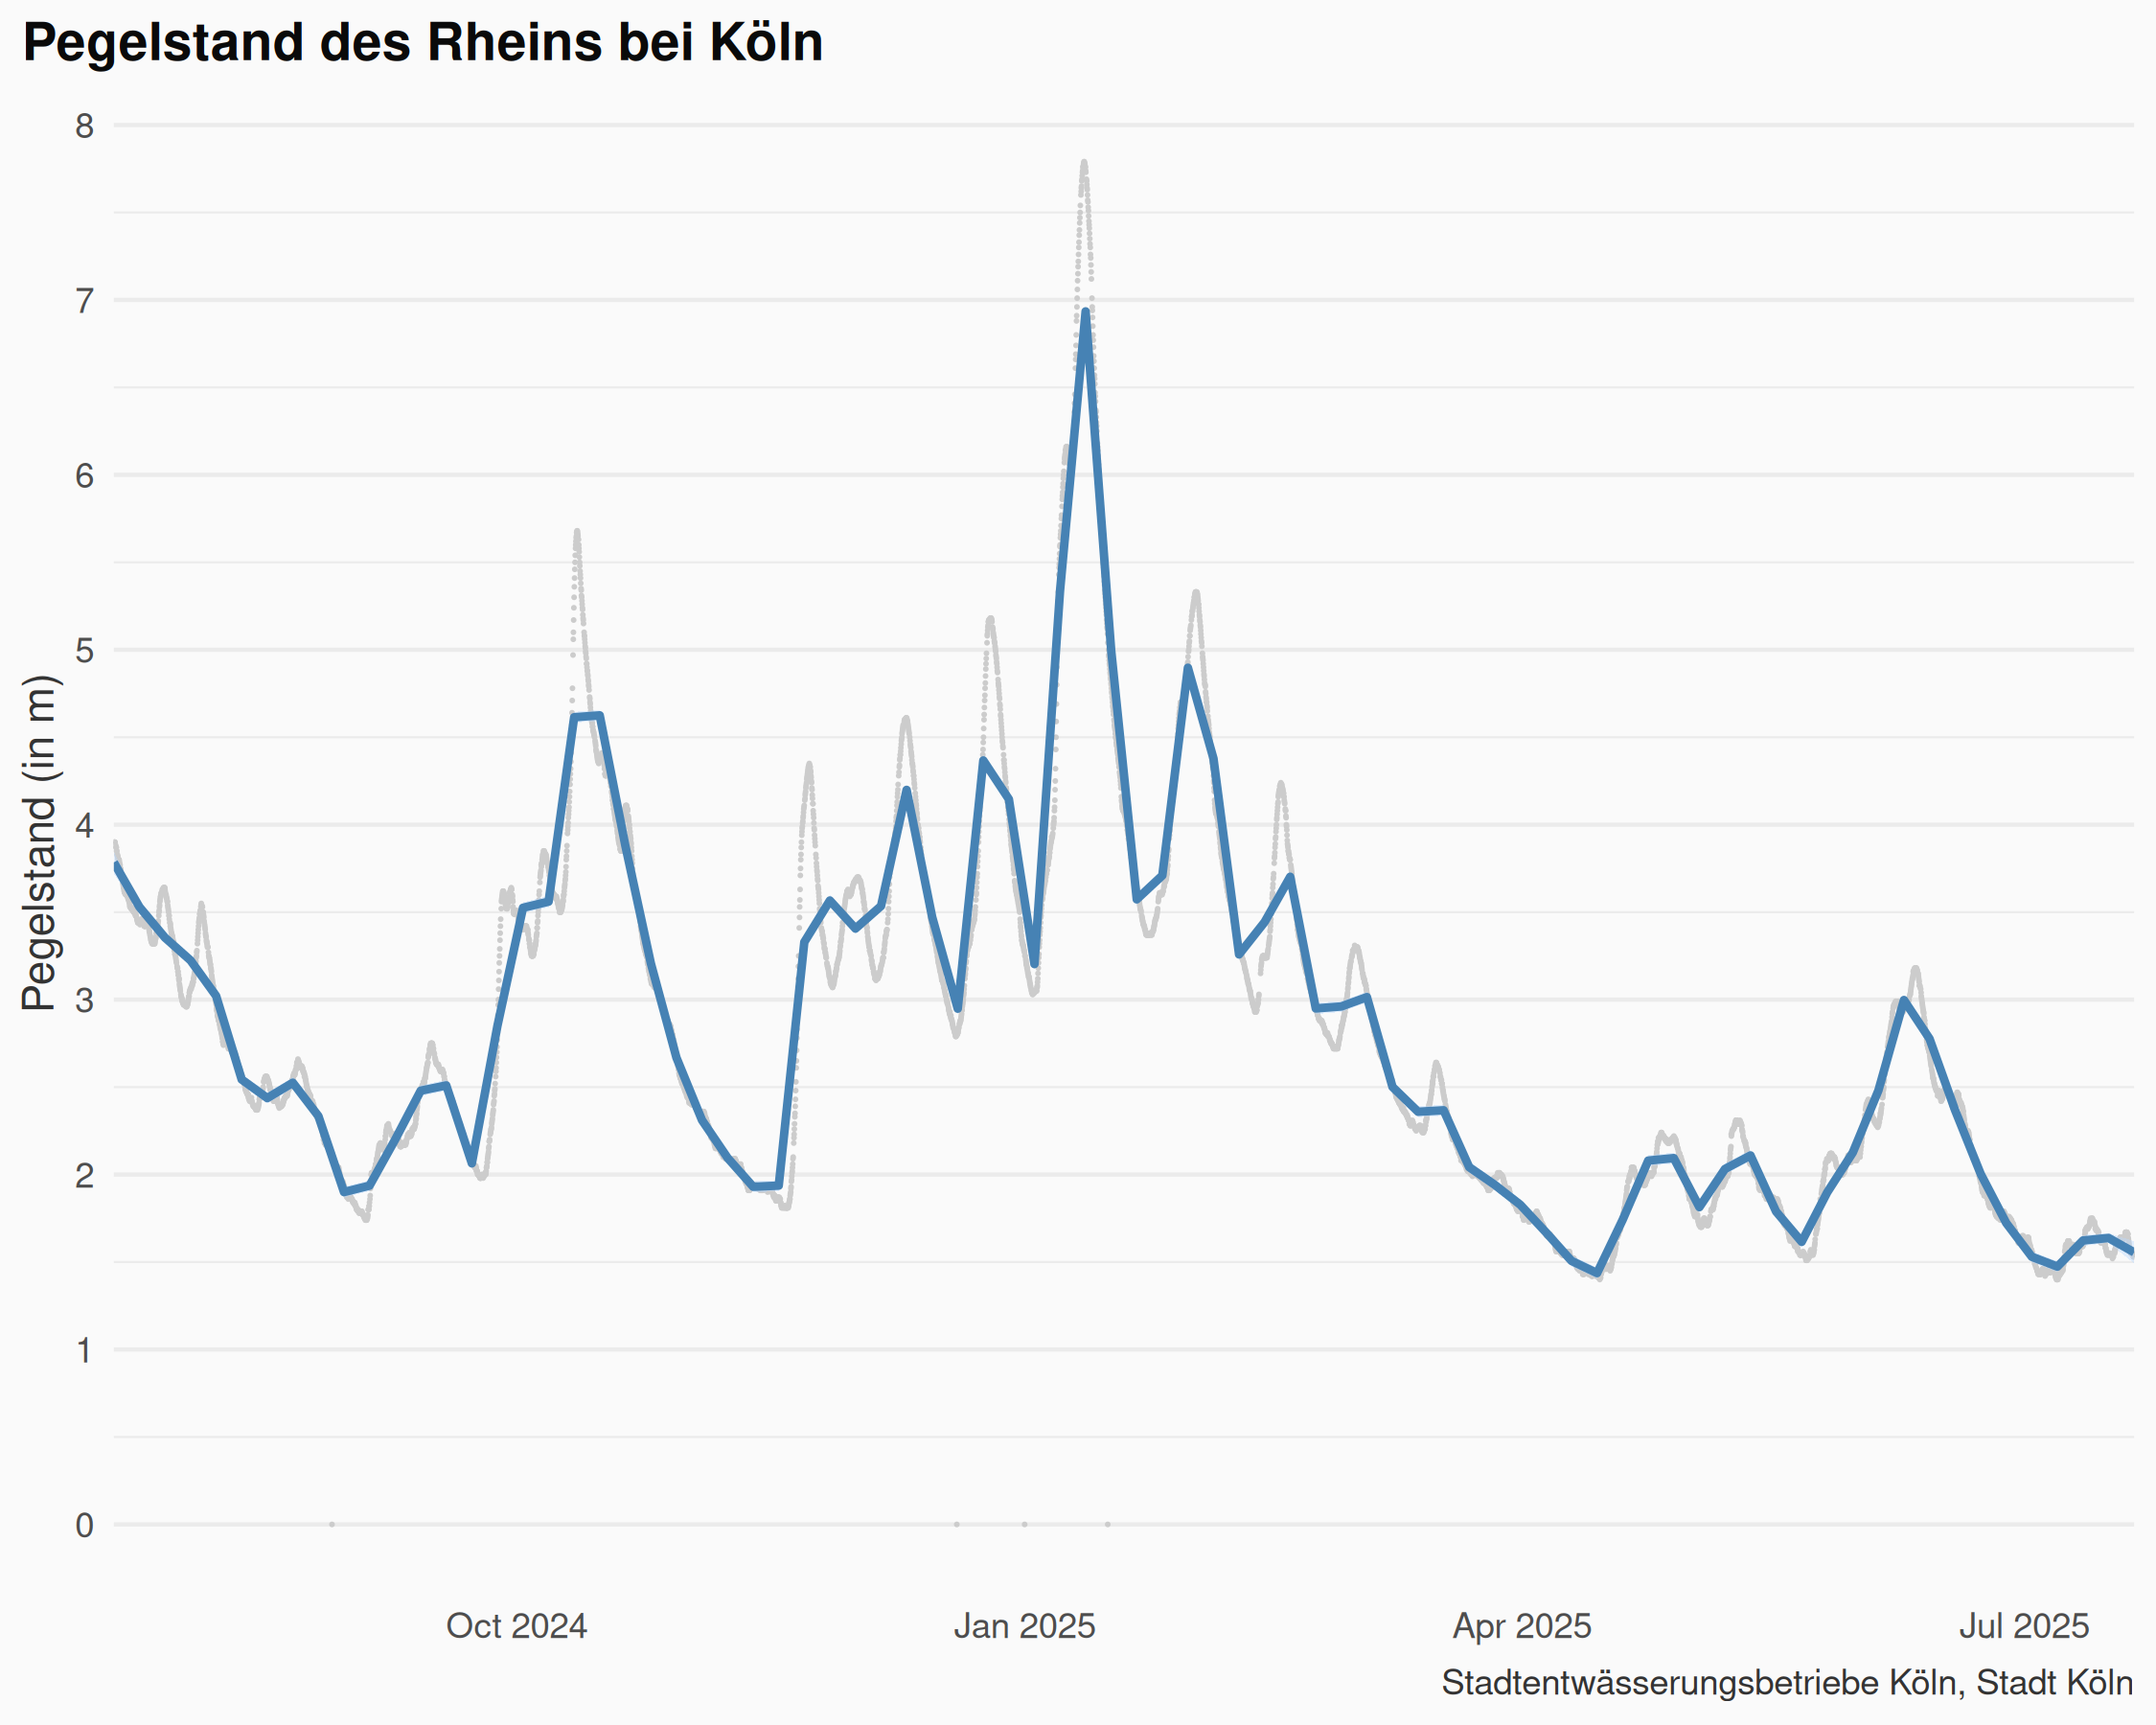 Pegelstand des Rheins bei Köln
Pegelstand (in m)
8
7
6
5
4
3
2
1
0
Oct 2024 Jan 2025 Apr 2025 Jul 2025
Stadtentwässerungsbetriebe Köln, Stadt Köln